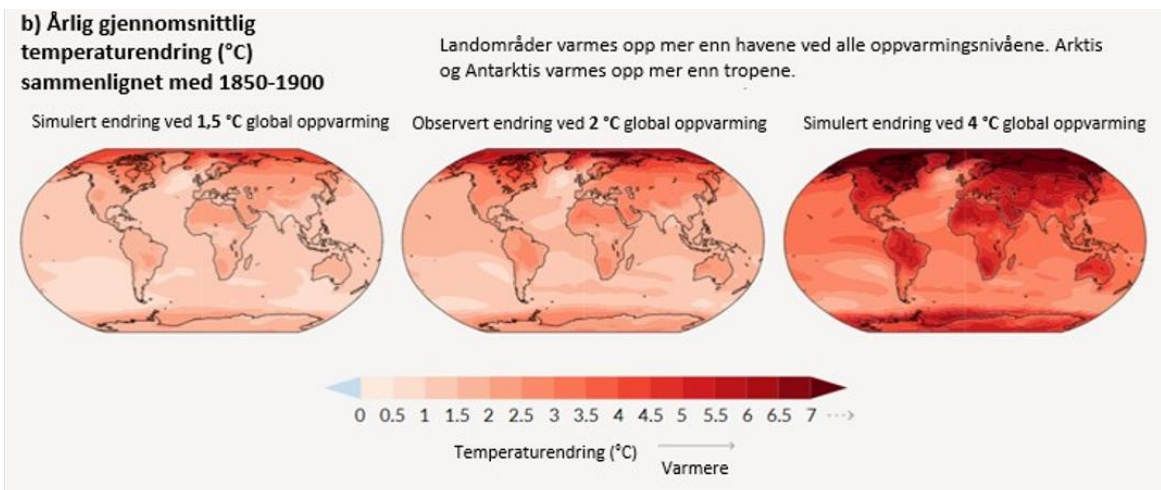 b) Årlig gjennomsnittlig
temperaturendring (°C)
sammenlignet med 1850-1900
Landområder varmes opp mer enn havene ved alle oppvarmingsnivåene. Arktis
og Antarktis varmes opp mer enn tropene.
Simulert endring ved 1,5 °C global oppvarming
Observert endring ved 2 °C global oppvarming
Simulert endring ved 4 °C global oppvarming
0 0.5 1 1.5 2 2.5 3 3.5 4 4.5 5 5.5 6 6.5 7
Temperaturendring (°C)
Varmere